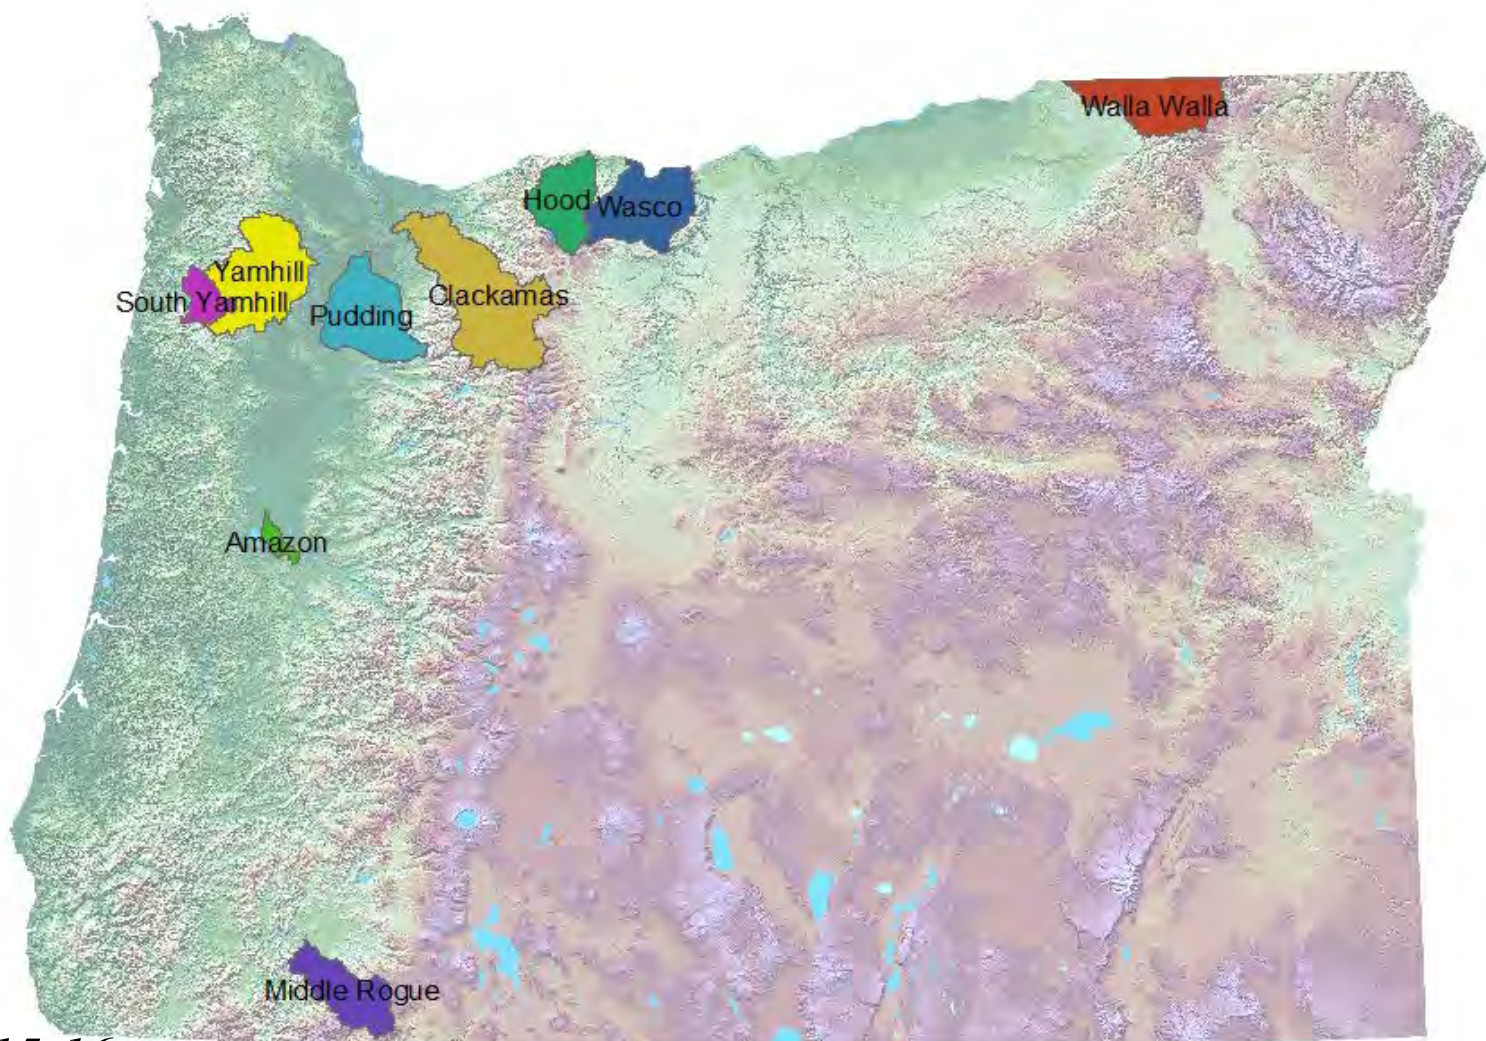 Walla Walla
Hood
Wasco
Yamhill
South Yamhill
Clackamas
Pudding
Amazon
Middle Rogue